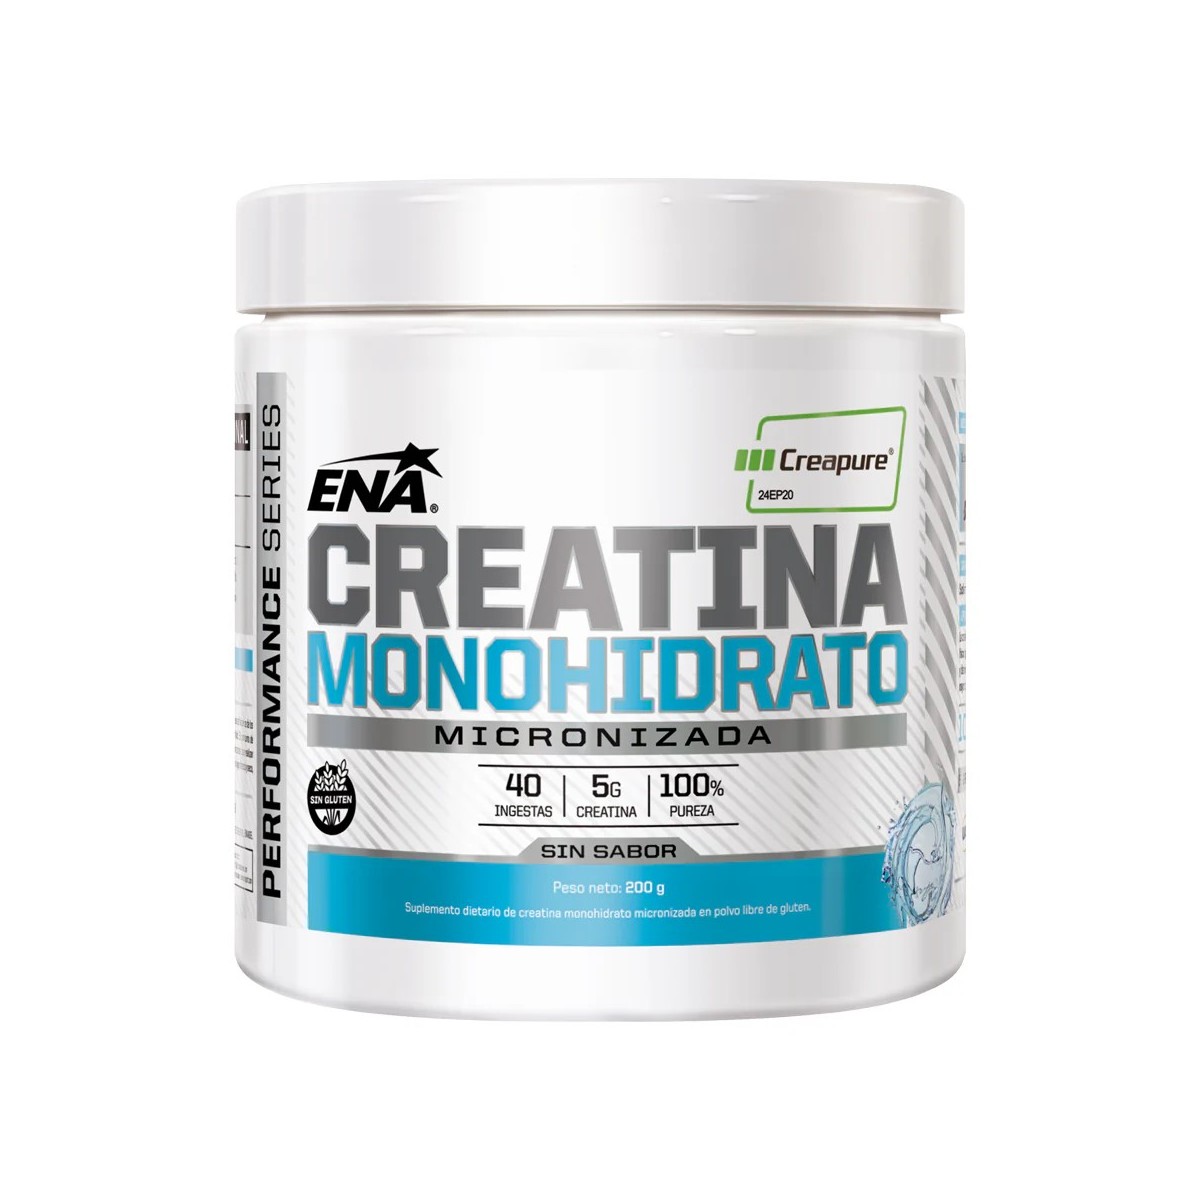 ENA®
Creapure®
24EP20
CREATINA
MONOHIDRATO
MICRONIZADA
PERFORMANCE SERIES
SIN GLUTEN
40
INGESTAS
5G
CREATINA
100%
PUREZA
SIN SABOR
Peso neto: 200 g
Suplemento dietario de creatina monohidrato micronizada en polvo libre de gluten.